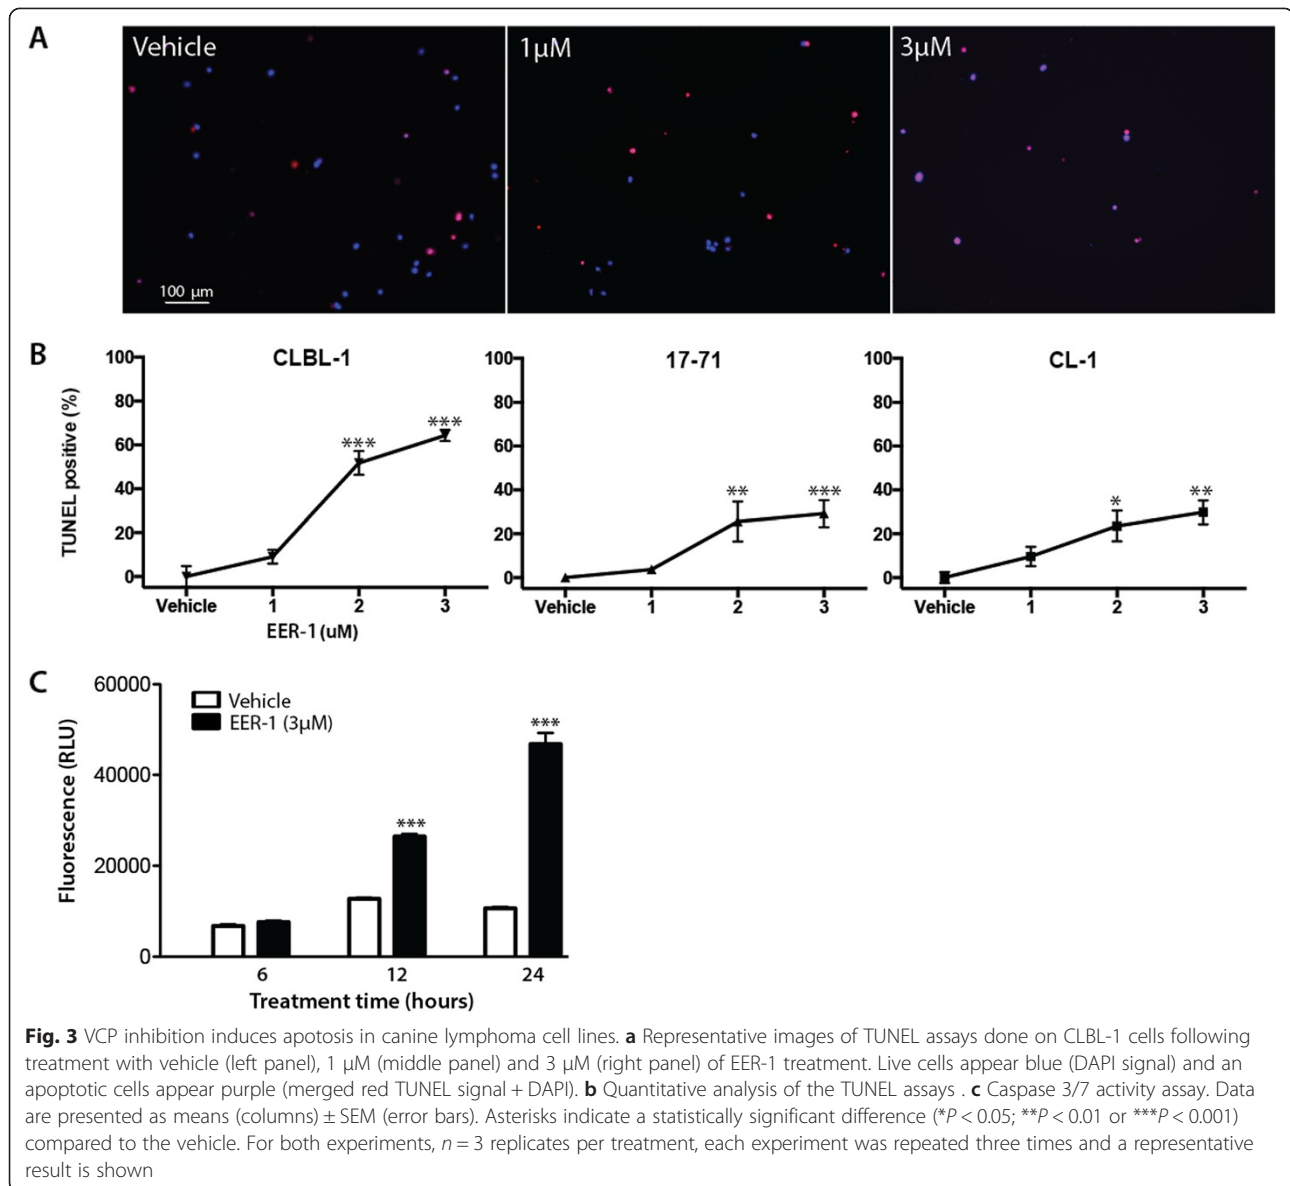 A
Vehicle
1µM
3µM
100 µm
B
CLBL-1
17-71
CL-1
TUNEL positive (%)
100
80
60
40
20
0
***
***
Vehicle
1
2
3
EER-1 (uM)
100
80
60
40
20
0
**
***
Vehicle
1
2
3
100
80
60
40
20
0
*
**
Vehicle
1
2
3
C
Fluorescence (RLU)
60000
40000
20000
0
Vehicle
EER-1 (3µM)
***
***
6
12
24
Treatment time (hours)
Fig. 3 VCP inhibition induces apotosis in canine lymphoma cell lines. a Representative images of TUNEL assays done on CLBL-1 cells following
treatment with vehicle (left panel), 1 µM (middle panel) and 3 µM (right panel) of EER-1 treatment. Live cells appear blue (DAPI signal) and an
apoptotic cells appear purple (merged red TUNEL signal + DAPI). b Quantitative analysis of the TUNEL assays . c Caspase 3/7 activity assay. Data
are presented as means (columns) ± SEM (error bars). Asterisks indicate a statistically significant difference (*P < 0.05; **P < 0.01 or ***P < 0.001)
compared to the vehicle. For both experiments, n = 3 replicates per treatment, each experiment was repeated three times and a representative
result is shown